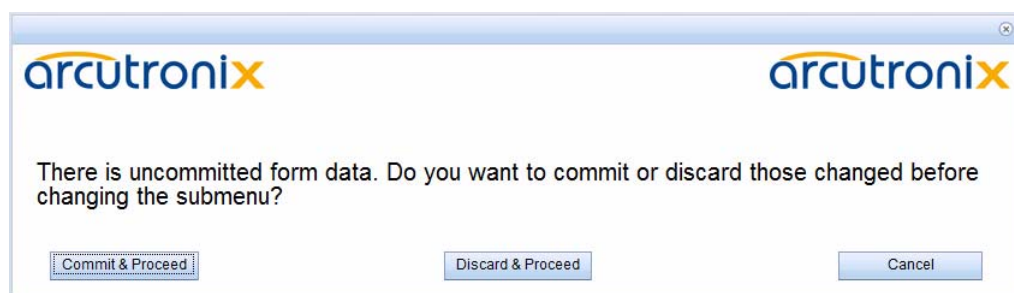 arcutronix arcutronix
There is uncommitted form data. Do you want to commit or discard those changed before
changing the submenu?
Commit & Proceed Discard & Proceed Cancel